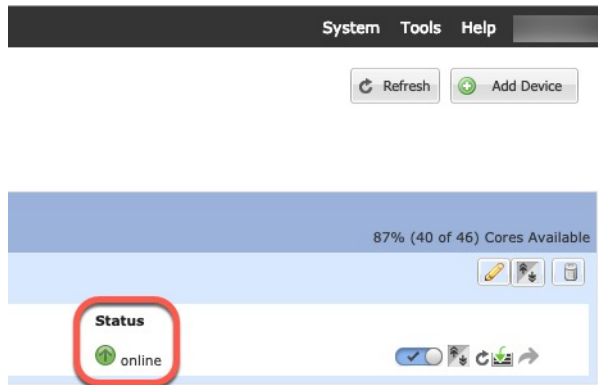 System Tools Help
Refresh Add Device
87% (40 of 46) Cores Available
Status
online